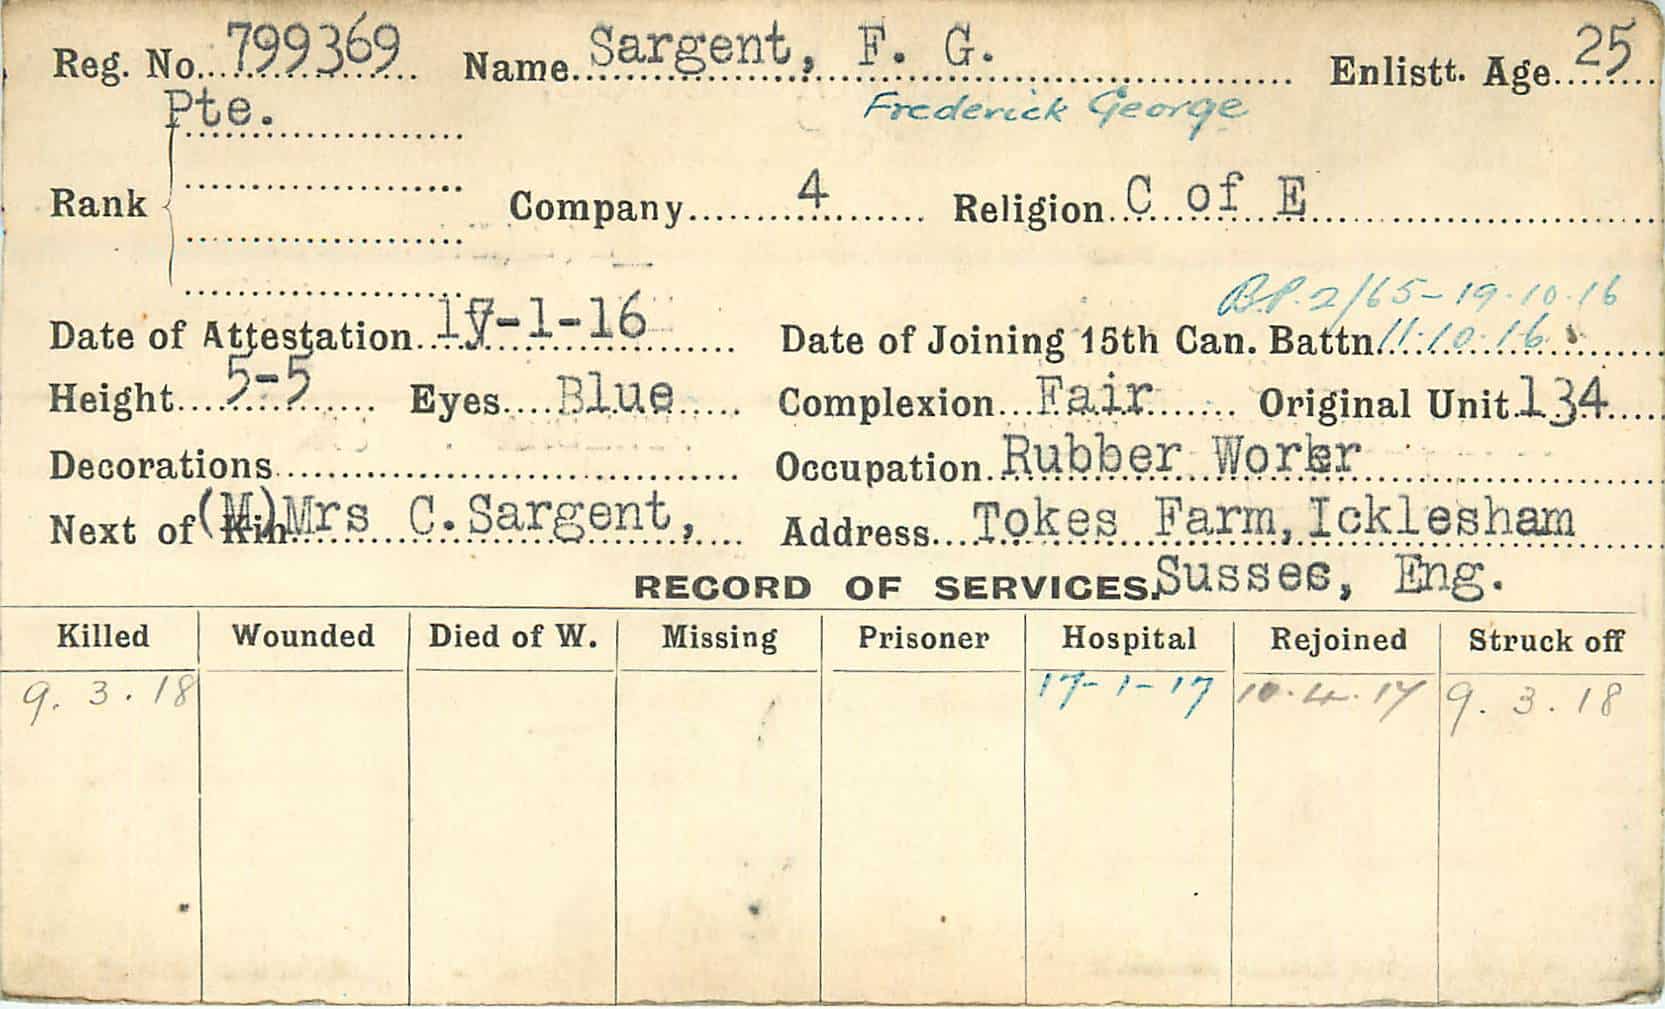 Reg. No. 799369 Name Sargent, F. G. Enlistt. Age 25
Pte. Frederick George
Rank Company 4 Religion C of E
B.P. 2/65-19.10.16
Date of Attestation 17-1-16 Date of Joining 15th Can. Battn. 11.10.16
Height 5-5 Eyes Blue Complexion Fair Original Unit 134
Decorations Occupation Rubber Workr
Next of Kin (M) Mrs C. Sargent, Address Tokes Farm, Icklesham
RECORD OF SERVICES. Sussec, Eng.
Killed Wounded Died of W. Missing Prisoner Hospital Rejoined Struck off
9. 3. 18 17-1-17 10.4.17 9. 3. 18